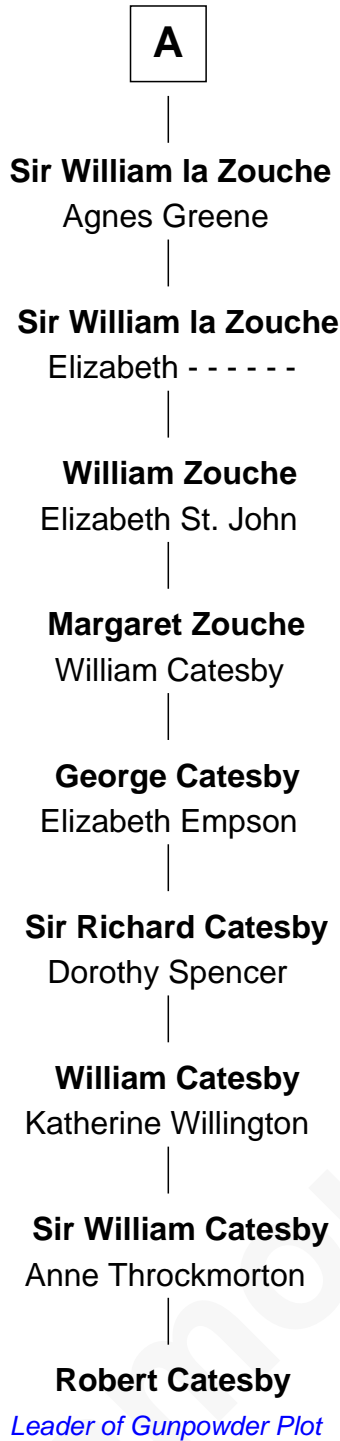 A
Sir William la Zouche
Agnes Greene
Sir William la Zouche
Elizabeth - - - - - -
William Zouche
Elizabeth St. John
Margaret Zouche
William Catesby
George Catesby
Elizabeth Empson
Sir Richard Catesby
Dorothy Spencer
William Catesby
Katherine Willington
Sir William Catesby
Anne Throckmorton
Robert Catesby
Leader of Gunpowder Plot